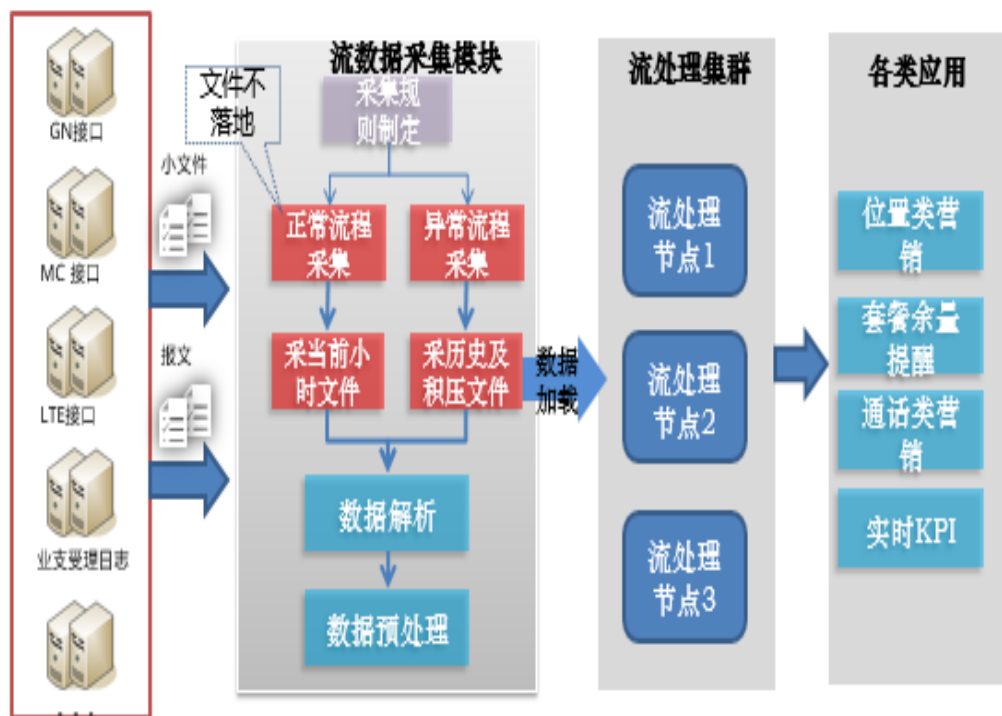 GN接口
MC 接口
LTE接口
业支受理日志
...
小文件
报文
流数据采集模块
文件不
落地
采集规
则制定
正常流程
采集
异常流程
采集
采当前小
时文件
采历史及
积压文件
数据解析
数据预处理
数据
加载
流处理集群
流处理
节点1
流处理
节点2
流处理
节点3
各类应用
位置类营
销
套餐余量
提醒
通话类营
销
实时KPI